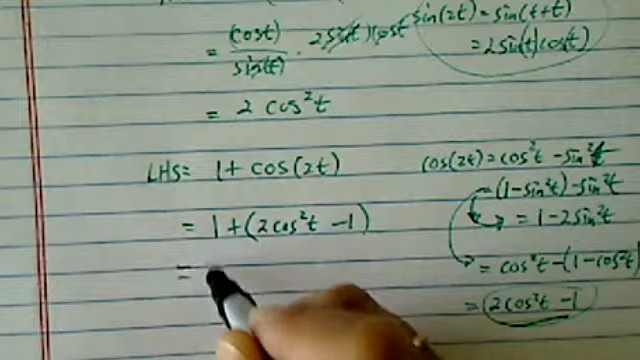 = (cost)/sin(t) · 2sin(t)cost
sin(2t) = sin(t+t)
= 2sin(t)cos(t)
= 2 cos²t
LHS = 1 + cos(2t)
= 1 + (2cos²t - 1)
=
cos(2t) = cos²t - sin²t
= (1-sin²t) - sin²t
= 1 - 2sin²t
= cos²t - (1 - cos²t)
= 2cos²t - 1